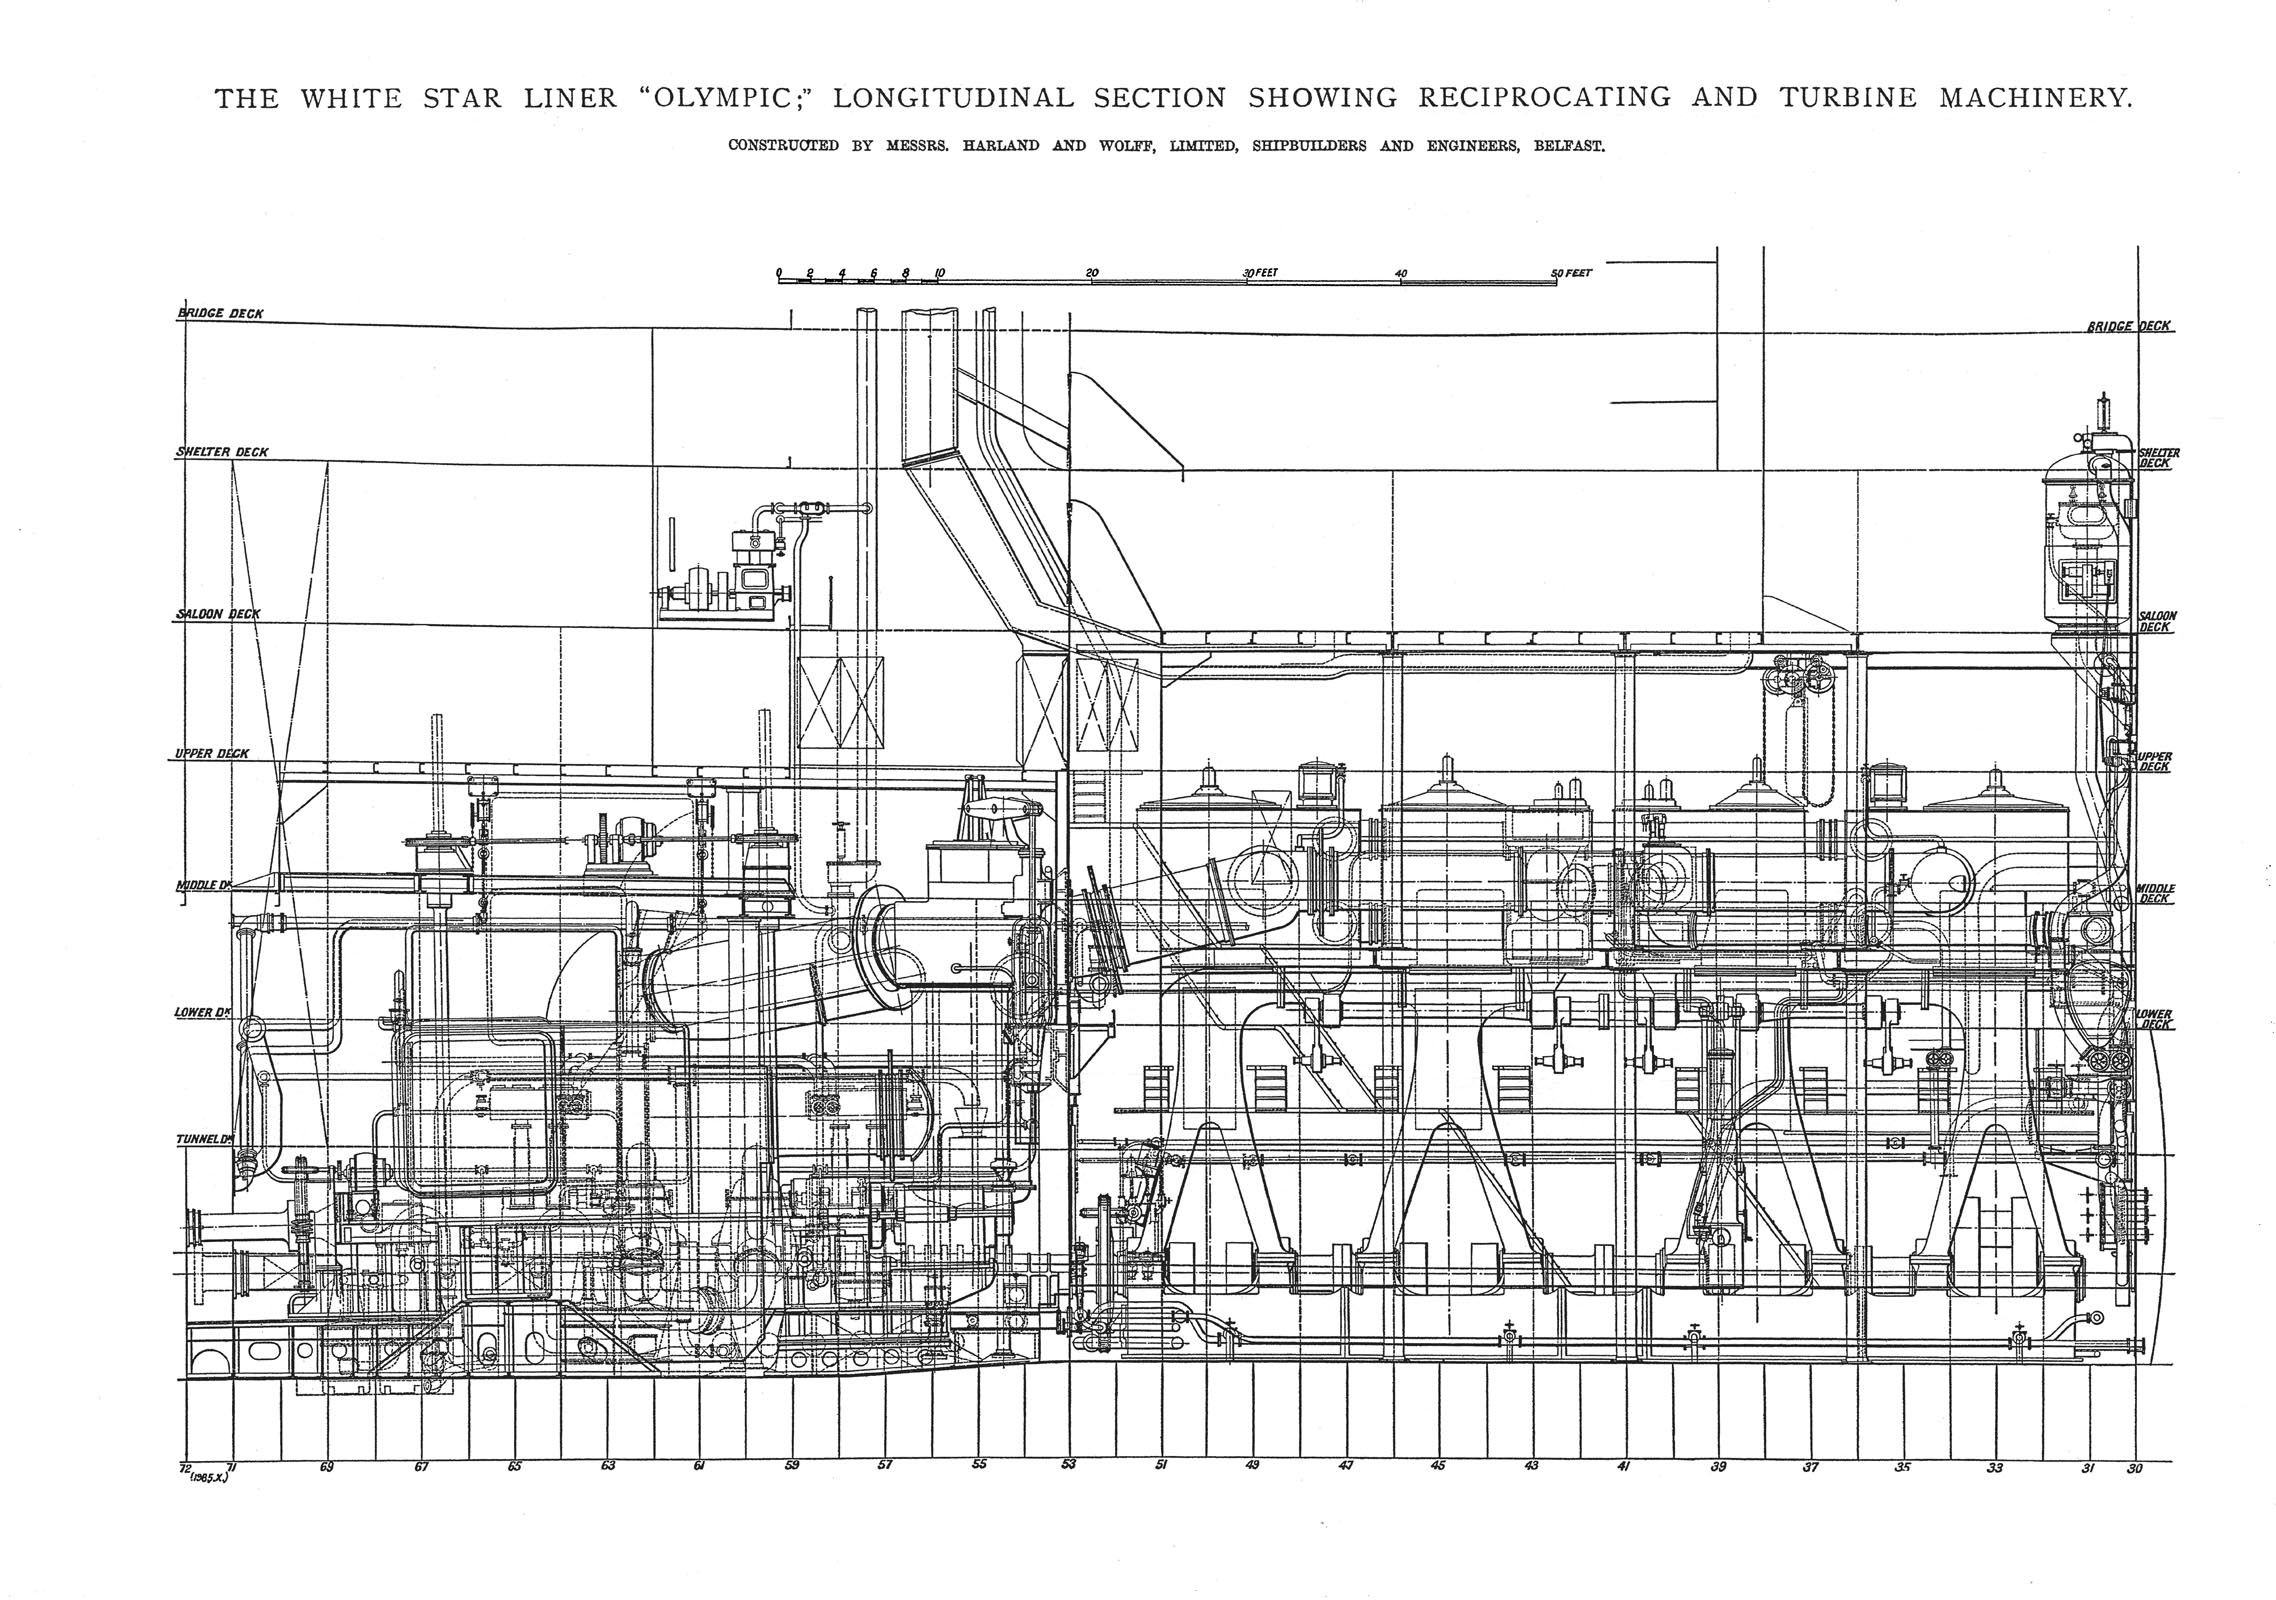 THE WHITE STAR LINER “OLYMPIC;” LONGITUDINAL SECTION SHOWING RECIPROCATING AND TURBINE MACHINERY.
CONSTRUCTED BY MESSRS. HARLAND AND WOLFF, LIMITED, SHIPBUILDERS AND ENGINEERS, BELFAST.
0 2 4 6 8 10 20 30 FEET 40 50 FEET
BRIDGE DECK
BRIDGE DECK
SHELTER DECK
SHELTER DECK
SALOON DECK
SALOON DECK
UPPER DECK
UPPER DECK
MIDDLE DK
MIDDLE DECK
LOWER DK
LOWER DECK
TUNNEL DK
72 71 69 67 65 63 61 59 57 55 53 51 49 47 45 43 41 39 37 35 33 31 30
(1985.X.)